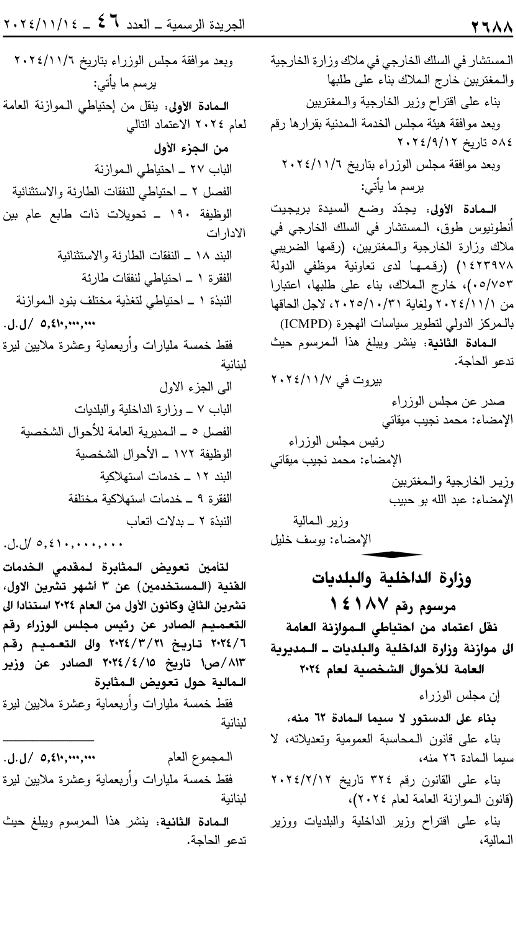 ٢٦٨٨
الجريدة الرسمية ــ العدد ٤٦ ــ ٢٠٢٤/١١/١٤
المستشار في السلك الخارجي في ملاك وزارة الخارجية
والمغتربين خارج الملاك بناء على طلبها
بناء على اقتراح وزير الخارجية والمغتربين
وبعد موافقة هيئة مجلس الخدمة المدنية بقرارها رقم
٥٨٤ تاريخ ٢٠٢٤/٩/١٢
وبعد موافقة مجلس الوزراء بتاريخ ٢٠٢٤/١١/٦
يرسم ما يأتي:
المادة الأولى: يجدّد وضع السيدة بريجيت
أنطونيوس طوق، المستشار في السلك الخارجي في
ملاك وزارة الخارجية والمغتربين، (رقمها الضريبي
١٤٢٣٩٧٨) (رقمها لدى تعاونية موظفي الدولة
٠٥/٧٥٣)، خارج الملاك، بناء على طلبها، اعتبارا
من ٢٠٢٤/١١/١ ولغاية ٢٠٢٥/١٠/٣١، لاجل الحاقها
بالمركز الدولي لتطوير سياسات الهجرة (ICMPD)
المادة الثانية: ينشر ويبلغ هذا المرسوم حيث
تدعو الحاجة.
بيروت في ٢٠٢٤/١١/٧
صدر عن مجلس الوزراء
الإمضاء: محمد نجيب ميقاتي
رئيس مجلس الوزراء
الإمضاء: محمد نجيب ميقاتي
وزير الخارجية والمغتربين
الإمضاء: عبد الله بو حبيب
وزير المالية
الإمضاء: يوسف خليل
وزارة الداخلية والبلديات
مرسوم رقم ١٤١٨٧
نقل اعتماد من احتياطي الموازنة العامة
الى موازنة وزارة الداخلية والبلديات ــ المديرية
العامة للأحوال الشخصية لعام ٢٠٢٤
إن مجلس الوزراء
بناء على الدستور لا سيما المادة ٦٢ منه،
بناء على قانون المحاسبة العمومية وتعديلاته، لا
سيما المادة ٢٦ منه،
بناء على القانون رقم ٣٢٤ تاريخ ٢٠٢٤/٢/١٢
(قانون الموازنة العامة لعام ٢٠٢٤)،
بناء على اقتراح وزير الداخلية والبلديات ووزير
المالية،
وبعد موافقة مجلس الوزراء بتاريخ ٢٠٢٤/١١/٦
يرسم ما يأتي:
المادة الأولى: ينقل من إحتياطي الموازنة العامة
لعام ٢٠٢٤ الاعتماد التالي
من الجزء الأول
الباب ٢٧ ــ احتياطي الموازنة
الفصل ٢ ــ احتياطي للنفقات الطارئة والاستثنائية
الوظيفة ١٩٠ ــ تحويلات ذات طابع عام بين
الادارات
البند ١٨ ــ النفقات الطارئة والاستثنائية
الفقرة ١ ــ احتياطي لنفقات طارئة
النبذة ١ ــ احتياطي لتغذية مختلف بنود الموازنة
٥,٤١٠,٠٠٠,٠٠٠ /ل.ل.
فقط خمسة مليارات وأربعماية وعشرة ملايين ليرة
لبنانية
الى الجزء الاول
الباب ٧ ــ وزارة الداخلية والبلديات
الفصل ٥ ــ المديرية العامة للأحوال الشخصية
الوظيفة ١٧٢ ــ الأحوال الشخصية
البند ١٢ ــ خدمات استهلاكية
الفقرة ٩ ــ خدمات استهلاكية مختلفة
النبذة ٢ ــ بدلات اتعاب
٥,٤١٠,٠٠٠,٠٠٠ /ل.ل.
لتأمين تعويض المثابرة لمقدمي الخدمات
الفنية (المستخدمين) عن ٣ أشهر تشرين الاول،
تشرين الثاني وكانون الأول من العام ٢٠٢٤ استنادا الى
التعميم الصادر عن رئيس مجلس الوزراء رقم
٢٠٢٤/٦ تاريخ ٢٠٢٤/٣/٢١ والى التعميم رقم
٨١٣/ص١ تاريخ ٢٠٢٤/٤/١٥ الصادر عن وزير
المالية حول تعويض المثابرة
فقط خمسة مليارات وأربعماية وعشرة ملايين ليرة
لبنانية
المجموع العام ٥,٤١٠,٠٠٠,٠٠٠ /ل.ل.
فقط خمسة مليارات وأربعماية وعشرة ملايين ليرة
لبنانية
المادة الثانية: ينشر هذا المرسوم ويبلغ حيث
تدعو الحاجة.